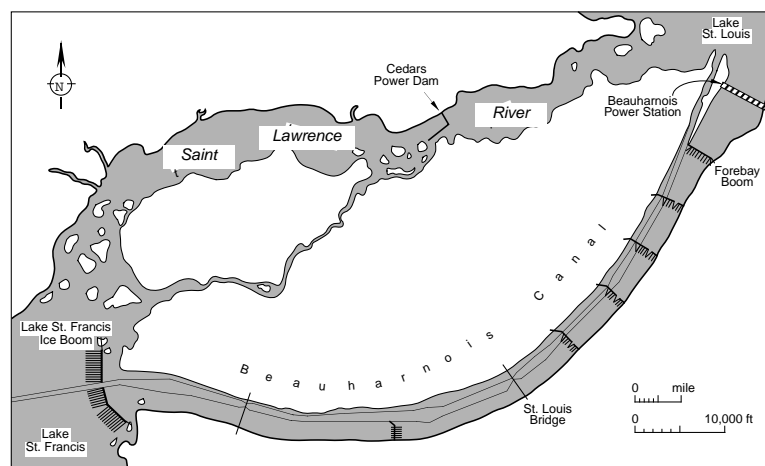 Lake
St. Louis
Cedars
Power Dam
N
River
Beauharnois
Power Station
Lawrence
Saint
Forebay
Boom
Lake St. Francis
Ice Boom
Beauharnois Canal
0 mile
St. Louis
Bridge
0 10,000 ft
Lake
St. Francis